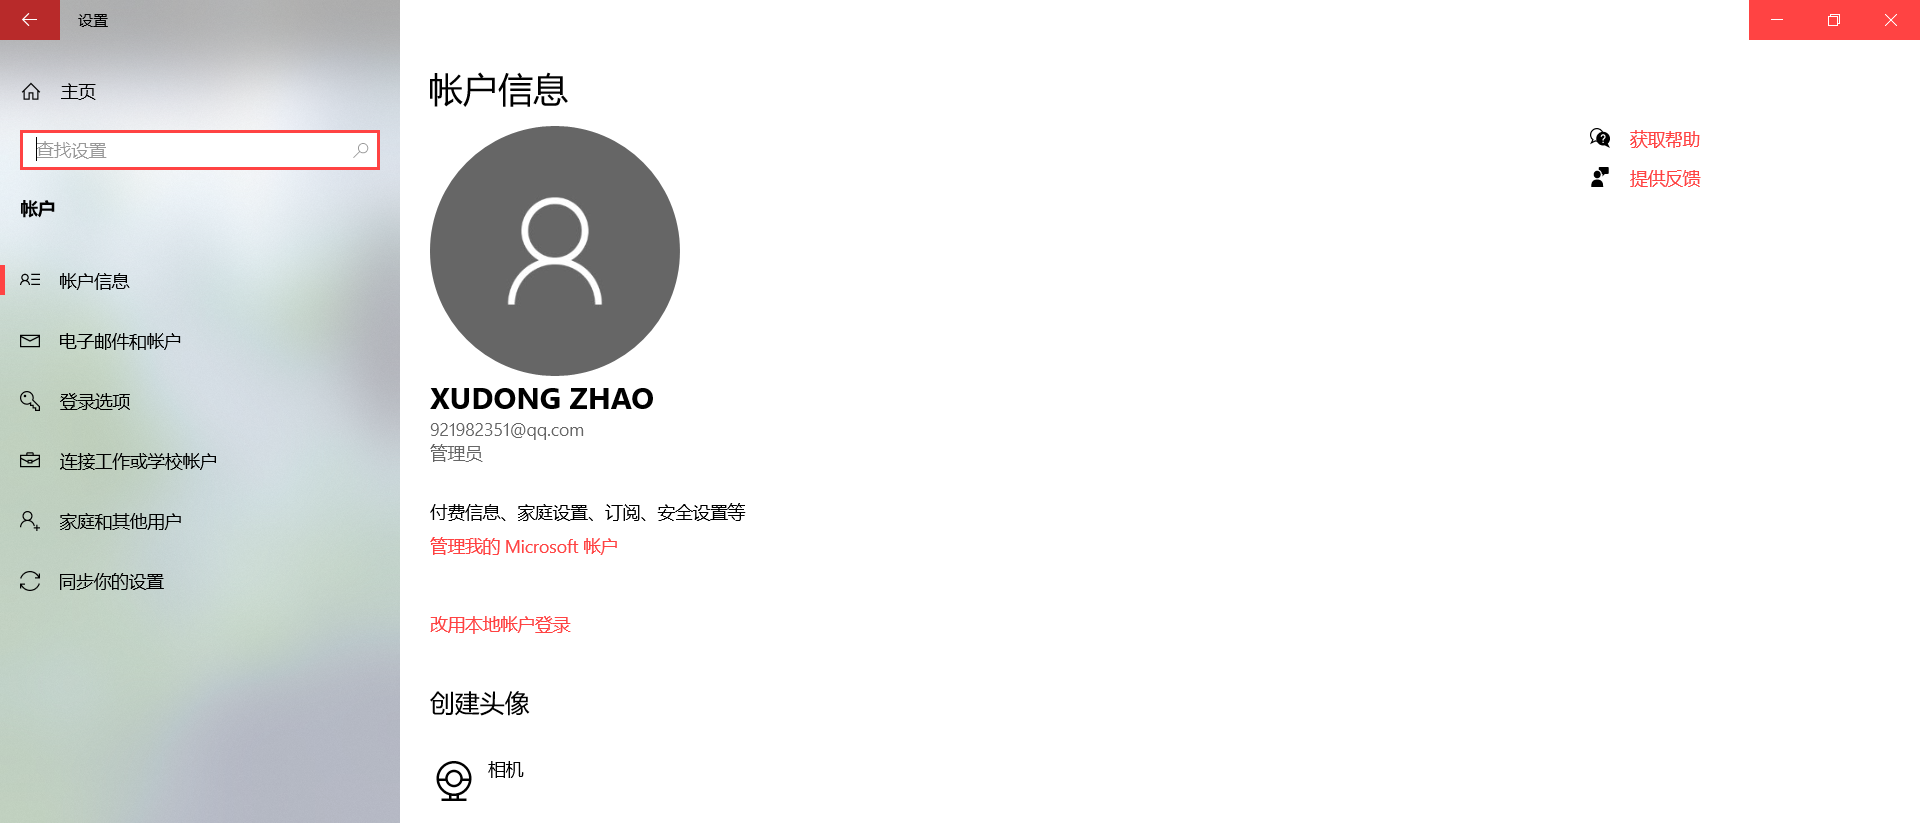 设置
主页
查找设置
帐户
帐户信息
电子邮件和帐户
登录选项
连接工作或学校帐户
家庭和其他用户
同步你的设置
帐户信息
XUDONG ZHAO
921982351@qq.com
管理员
付费信息、家庭设置、订阅、安全设置等
管理我的 Microsoft 帐户
改用本地帐户登录
创建头像
相机
获取帮助
提供反馈